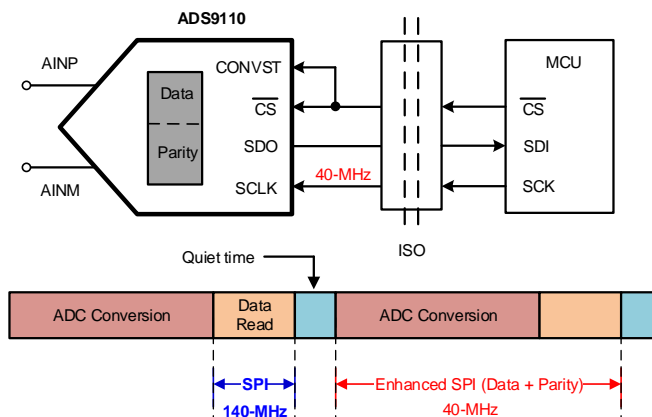 ADS9110
AINP
AINM
Data
Parity
CONVST
CS
SDO
SCLK
40-MHz
ISO
MCU
CS
SDI
SCK
Quiet time
ADC Conversion
Data
Read
ADC Conversion
SPI
140-MHz
Enhanced SPI (Data + Parity)
40-MHz